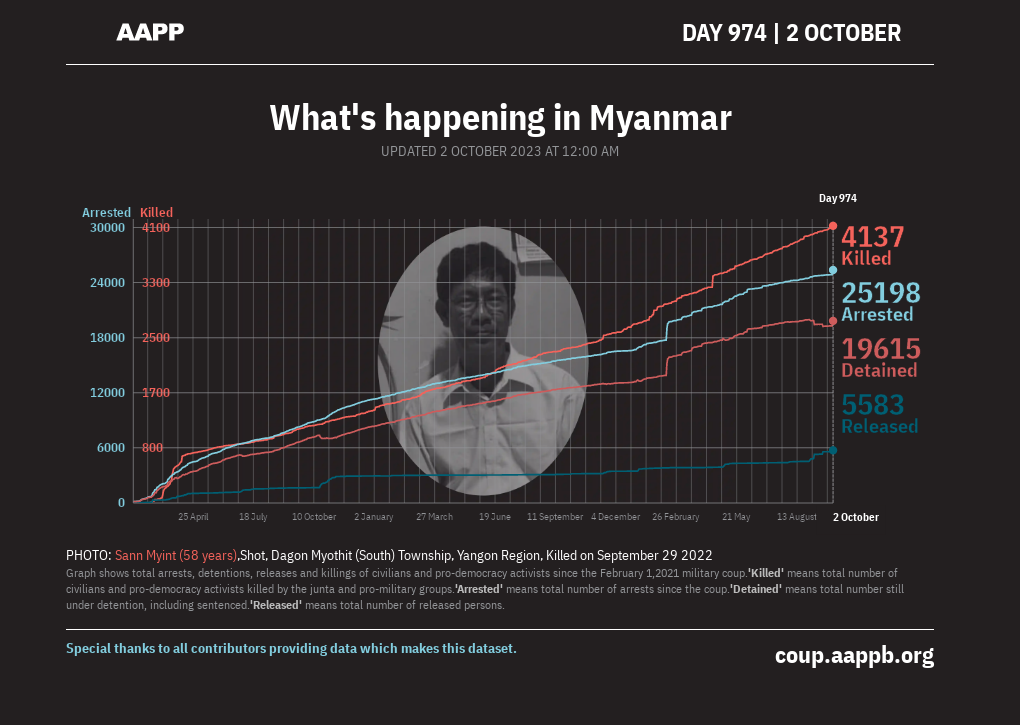 AAPP
DAY 974 | 2 OCTOBER
What's happening in Myanmar
UPDATED 2 OCTOBER 2023 AT 12:00 AM
Day 974
Arrested Killed
30000 4100
24000 3300
18000 2500
12000 1700
6000 800
0
4137
Killed
25198
Arrested
19615
Detained
5583
Released
25 April 18 July 10 October 2 January 27 March 19 June 11 September 4 December 26 February 21 May 13 August 2 October
PHOTO: Sann Myint (58 years),Shot, Dagon Myothit (South) Township, Yangon Region, Killed on September 29 2022
Graph shows total arrests, detentions, releases and killings of civilians and pro-democracy activists since the February 1,2021 military coup.'Killed' means total number of
civilians and pro-democracy activists killed by the junta and pro-military groups.'Arrested' means total number of arrests since the coup.'Detained' means total number still
under detention, including sentenced.'Released' means total number of released persons.
Special thanks to all contributors providing data which makes this dataset.
coup.aappb.org